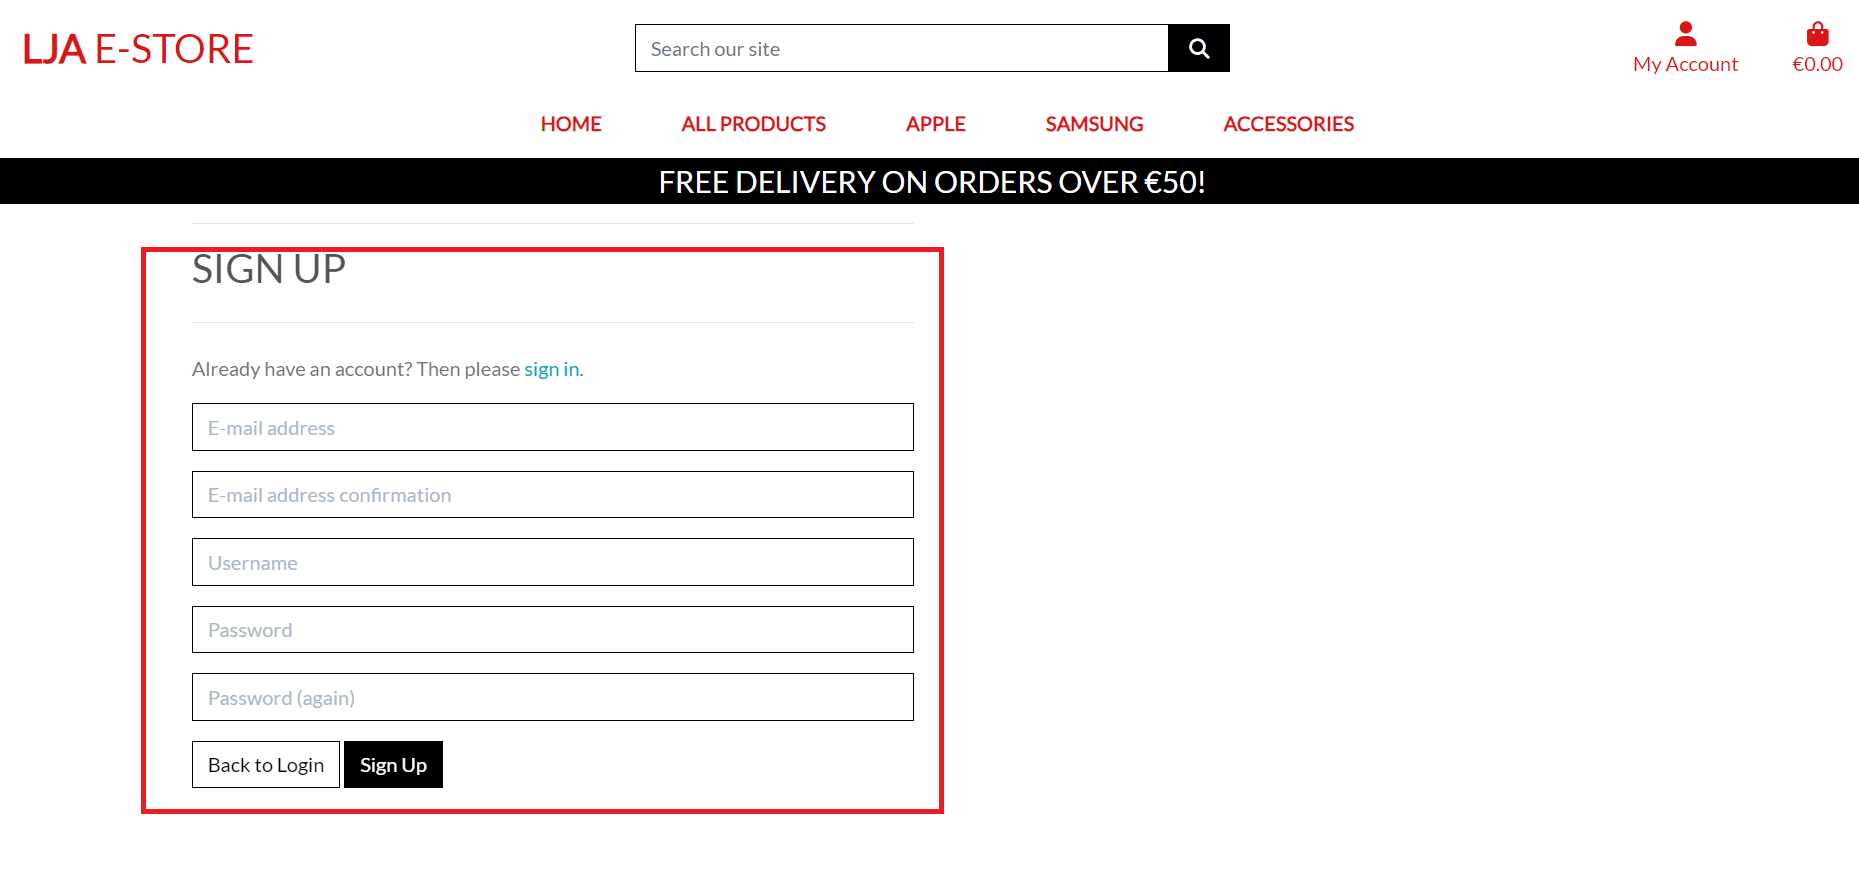 LJA E-STORE
Search our site
My Account
€0.00
HOME ALL PRODUCTS APPLE SAMSUNG ACCESSORIES
FREE DELIVERY ON ORDERS OVER €50!
SIGN UP
Already have an account? Then please sign in.
E-mail address
E-mail address confirmation
Username
Password
Password (again)
Back to Login Sign Up